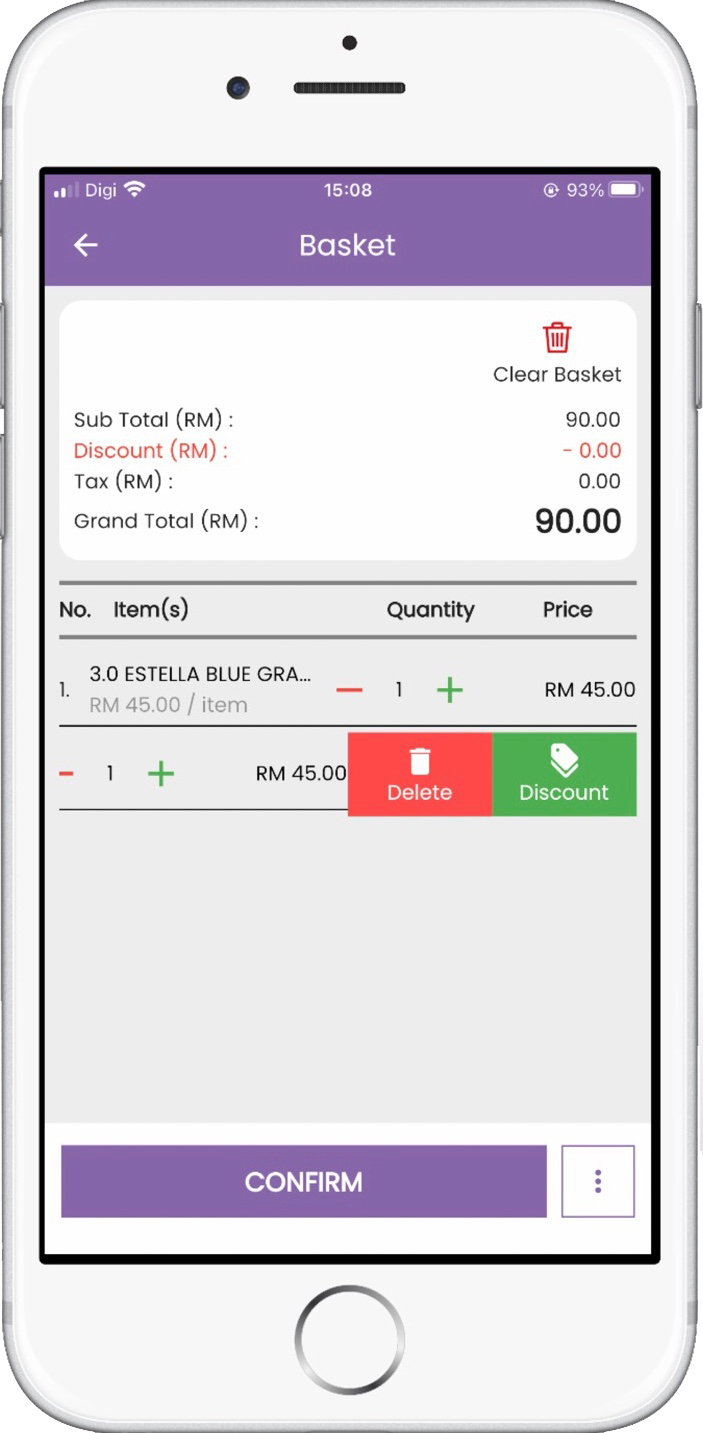 Digi 15:08 93%
Basket
Clear Basket
Sub Total (RM) : 90.00
Discount (RM) : - 0.00
Tax (RM) : 0.00
Grand Total (RM) : 90.00
No. Item(s) Quantity Price
1. 3.0 ESTELLA BLUE GRA... 1 RM 45.00
RM 45.00 / item
1 RM 45.00 Delete Discount
CONFIRM